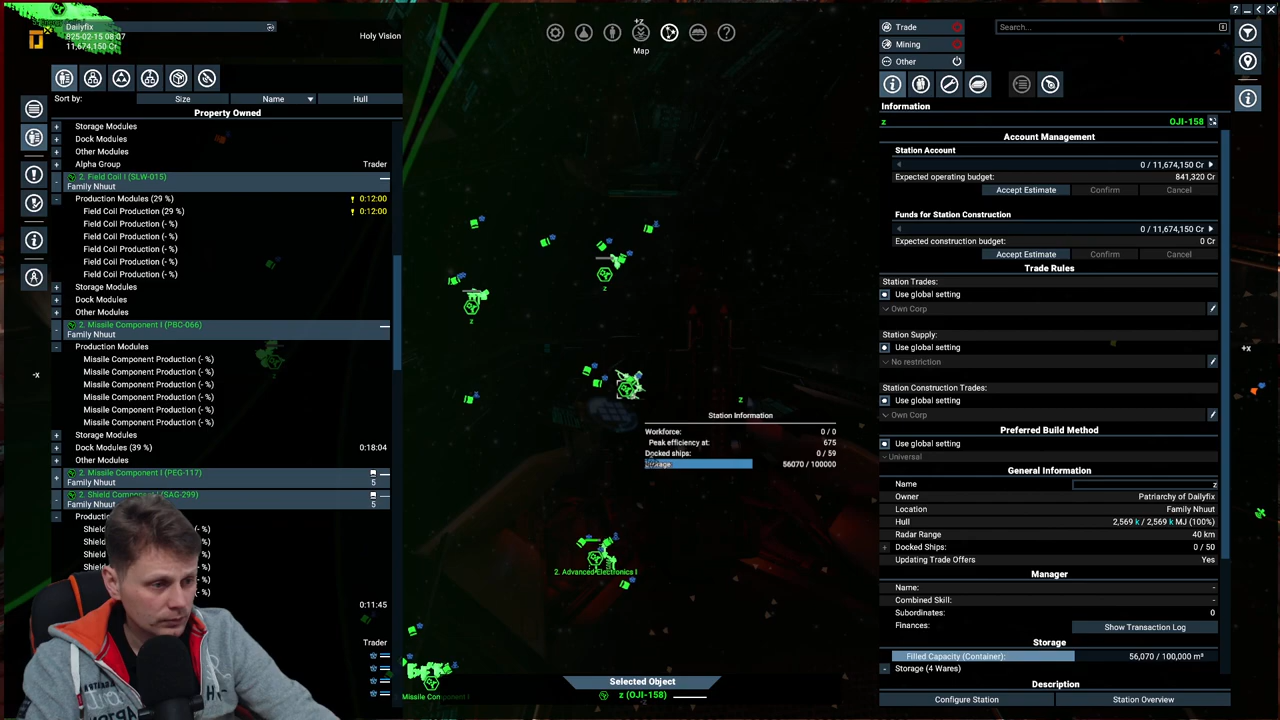 Dailyfix
825-02-15 08:07
11,674,150 Cr
Holy Vision
Map
Sort by:
Size
Name
Hull
Property Owned
+ Storage Modules
+ Dock Modules
+ Other Modules
+ Alpha Group Trader
- 2. Field Coil I (SLW-015)
Family Nhuut
- Production Modules (29 %) 0:12:00
Field Coil Production (29 %) 0:12:00
Field Coil Production (- %)
Field Coil Production (- %)
Field Coil Production (- %)
Field Coil Production (- %)
Field Coil Production (- %)
+ Storage Modules
+ Dock Modules
+ Other Modules
- 2. Missile Component I (PBC-066)
Family Nhuut
- Production Modules
Missile Component Production (- %)
Missile Component Production (- %)
Missile Component Production (- %)
Missile Component Production (- %)
Missile Component Production (- %)
Missile Component Production (- %)
+ Storage Modules
+ Dock Modules (39 %) 0:18:04
+ Other Modules
+ 2. Missile Component I (PEG-117)
Family Nhuut 5
- 2. Shield (SAG-299)
Family Nhuut 5
0:11:45
Trader
-x
+z
z
z
z
Station Information
Workforce: 0 / 0
Peak efficiency at: 675
Docked ships: 0 / 59
56070 / 100000
2. Advanced Electronics I
Selected Object
z (OJI-158)
+x
Trade
Mining
Other
Search...
Information
z OJI-158
Account Management
Station Account
0 / 11,674,150 Cr
Expected operating budget: 841,320 Cr
Accept Estimate Confirm Cancel
Funds for Station Construction
0 / 11,674,150 Cr
Expected construction budget: 0 Cr
Accept Estimate Confirm Cancel
Trade Rules
Station Trades:
Use global setting
Own Corp
Station Supply:
Use global setting
No restriction
Station Construction Trades:
Use global setting
Own Corp
Preferred Build Method
Use global setting
Universal
General Information
Name z
Owner Patriarchy of Dailyfix
Location Family Nhuut
Hull 2,569 k / 2,569 k MJ (100%)
Radar Range 40 km
+ Docked Ships: 0 / 50
Updating Trade Offers Yes
Manager
Name: -
Combined Skill: -
Subordinates: 0
Finances: Show Transaction Log
Storage
Filled Capacity (Container): 56,070 / 100,000 m³
- Storage (4 Wares)
Description
Configure Station Station Overview